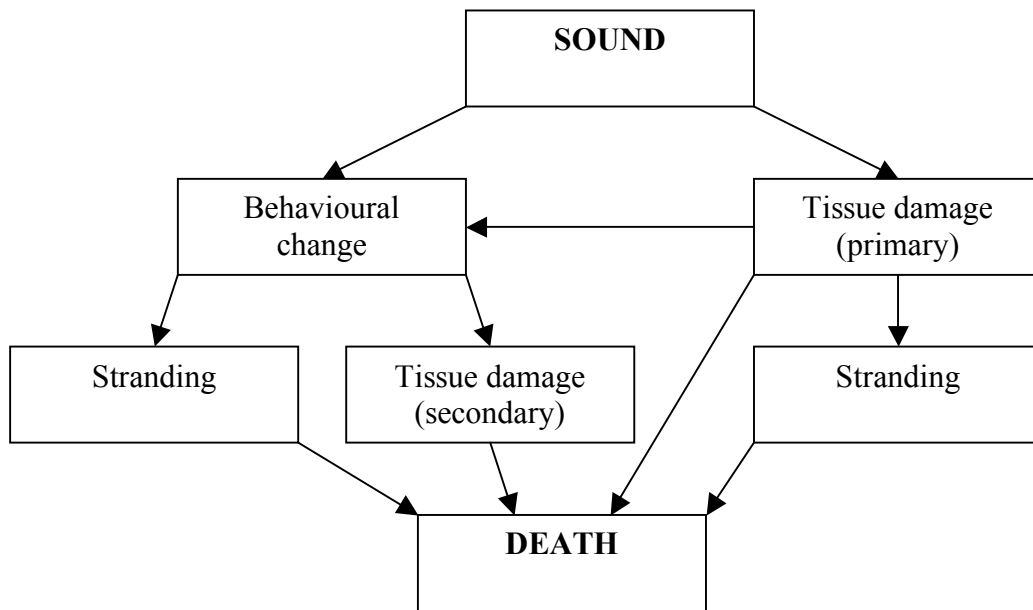 SOUND
Behavioural
change
Tissue damage
(primary)
Stranding
Tissue damage
(secondary)
Stranding
DEATH